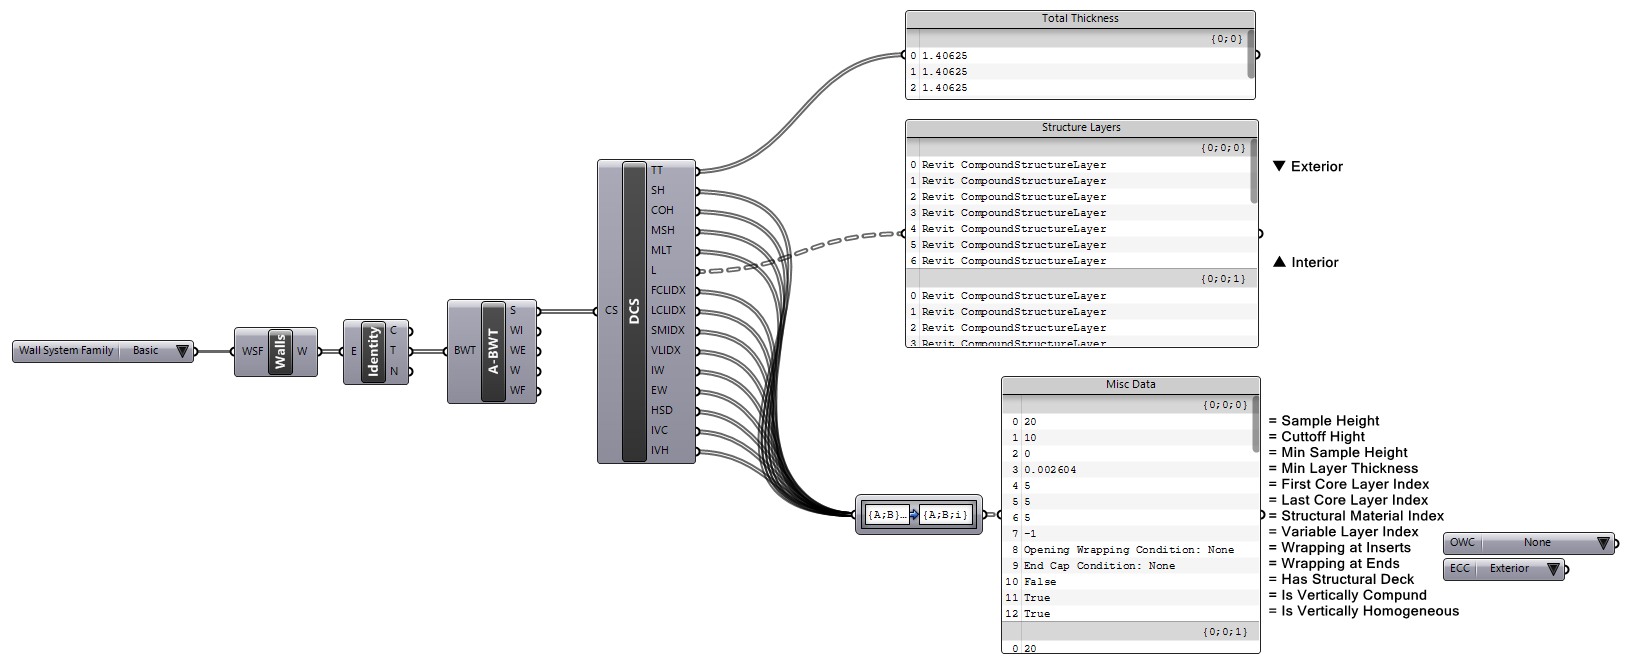 Total Thickness
{0;0}
0 1.40625
1 1.40625
2 1.40625
Structure Layers
{0;0;0}
0 Revit CompoundStructureLayer
1 Revit CompoundStructureLayer
2 Revit CompoundStructureLayer
3 Revit CompoundStructureLayer
4 Revit CompoundStructureLayer
5 Revit CompoundStructureLayer
6 Revit CompoundStructureLayer
{0;0;1}
0 Revit CompoundStructureLayer
1 Revit CompoundStructureLayer
2 Revit CompoundStructureLayer
3 Revit CompoundStructureLayer
▼ Exterior
▲ Interior
Wall System Family Basic
WSF Walls W
E Identity C
T
N
BWT A-BWT S
WI
WE
W
WF
CS DCS
TT
SH
COH
MSH
MLT
L
FCLIDX
LCLIDX
SMIDX
VLIDX
IW
EW
HSD
IVC
IVH
{A;B}... {A;B;i}
Misc Data
{0;0;0}
0 20
1 10
2 0
3 0.002604
4 5
5 5
6 5
7 -1
8 Opening Wrapping Condition: None
9 End Cap Condition: None
10 False
11 True
12 True
{0;0;1}
0 20
= Sample Height
= Cuttoff Hight
= Min Sample Height
= Min Layer Thickness
= First Core Layer Index
= Last Core Layer Index
= Structural Material Index
= Variable Layer Index
= Wrapping at Inserts
= Wrapping at Ends
= Has Structural Deck
= Is Vertically Compund
= Is Vertically Homogeneous
OWC None
ECC Exterior